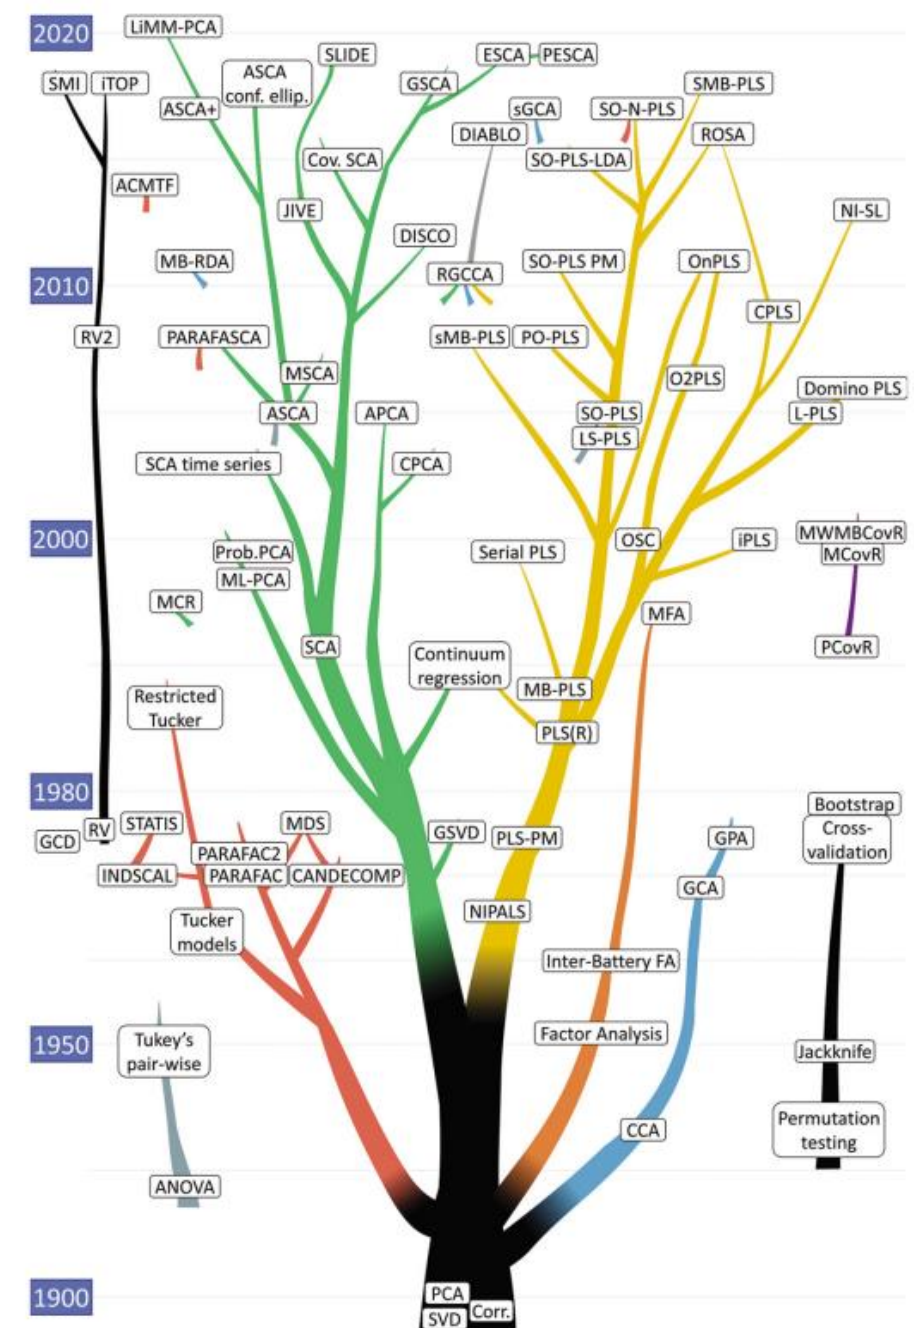 2020
LiMM-PCA
SLIDE
ESCA
PESCA
SMI
iTOP
ASCA
conf. ellip.
GSCA
SMB-PLS
ASCA+
sGCA
SO-N-PLS
DIABLO
ROSA
Cov. SCA
SO-PLS-LDA
ACMTF
JIVE
NI-SL
DISCO
MB-RDA
SO-PLS PM
OnPLS
RGCCA
2010
CPLS
RV2
PARAFASCA
sMB-PLS
PO-PLS
MSCA
O2PLS
Domino PLS
ASCA
APCA
SO-PLS
L-PLS
LS-PLS
SCA time series
CPCA
2000
MWMBCovR
OSC
iPLS
Prob.PCA
Serial PLS
MCovR
ML-PCA
MCR
MFA
SCA
PCovR
Continuum
regression
MB-PLS
Restricted
Tucker
PLS(R)
1980
Bootstrap
STATIS
MDS
RV
GSVD
PLS-PM
GPA
Cross-
validation
GCD
PARAFAC2
INDSCAL
PARAFAC
CANDECOMP
GCA
NIPALS
Tucker
models
Inter-Battery FA
Factor Analysis
1950
Tukey's
pair-wise
Jackknife
Permutation
testing
CCA
ANOVA
1900
PCA
Corr.
SVD